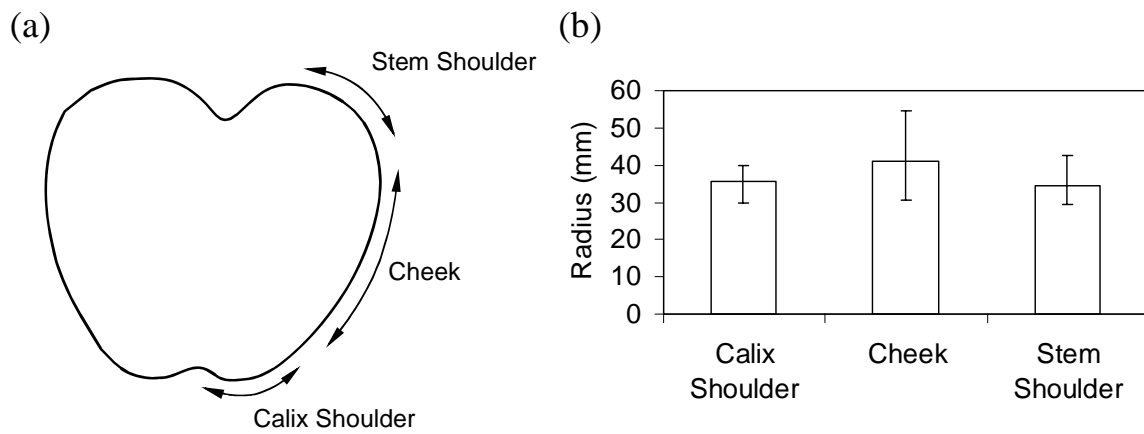 (a)
Stem Shoulder
Cheek
Calix Shoulder
(b)
Radius (mm)
60
50
40
30
20
10
0
Calix
Shoulder
Cheek
Stem
Shoulder